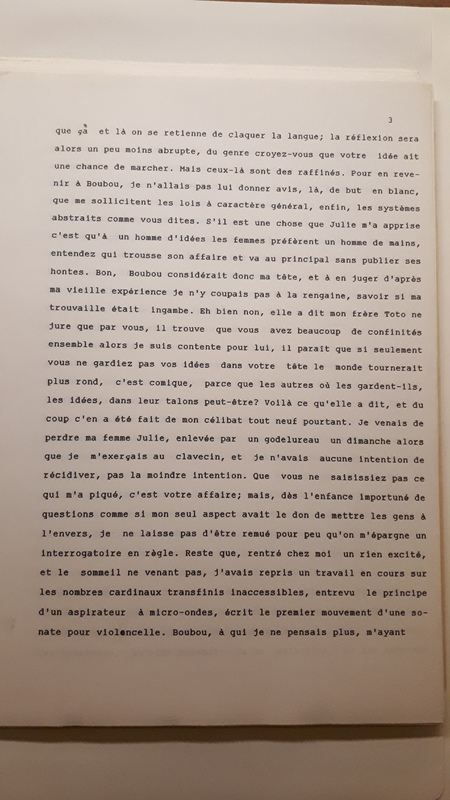 3
que çà et là on se retienne de claquer la langue; la réflexion sera
alors un peu moins abrupte, du genre croyez-vous que votre idée ait
une chance de marcher. Mais ceux-là sont des raffinés. Pour en reve-
nir à Boubou, je n'allais pas lui donner avis, là, de but en blanc,
que me sollicitent les lois à caractère général, enfin, les systèmes
abstraits comme vous dites. S'il est une chose que Julie m'a apprise
c'est qu'à un homme d'idées les femmes préfèrent un homme de mains,
entendez qui trousse son affaire et va au principal sans publier ses
hontes. Bon, Boubou considérait donc ma tête, et à en juger d'après
ma vieille expérience je n'y coupais pas à la rengaine, savoir si ma
trouvaille était ingambe. Eh bien non, elle a dit mon frère Toto ne
jure que par vous, il trouve que vous avez beaucoup de confinités
ensemble alors je suis contente pour lui, il paraît que si seulement
vous ne gardiez pas vos idées dans votre tête le monde tournerait
plus rond, c'est comique, parce que les autres où les gardent-ils,
les idées, dans leur talons peut-être? Voilà ce qu'elle a dit, et du
coup c'en a été fait de mon célibat tout neuf pourtant. Je venais de
perdre ma femme Julie, enlevée par un godelureau un dimanche alors
que je m'exerçais au clavecin, et je n'avais aucune intention de
récidiver, pas la moindre intention. Que vous ne saisissiez pas ce
qui m'a piqué, c'est votre affaire; mais, dès l'enfance importuné de
questions comme si mon seul aspect avait le don de mettre les gens à
l'envers, je ne laisse pas d'être remué pour peu qu'on m'épargne un
interrogatoire en règle. Reste que, rentré chez moi un rien excité,
et le sommeil ne venant pas, j'avais repris un travail en cours sur
les nombres cardinaux transfinis inaccessibles, entrevu le principe
d'un aspirateur à micro-ondes, écrit le premier mouvement d'une so-
nate pour violoncelle. Boubou, à qui je ne pensais plus, m'ayant